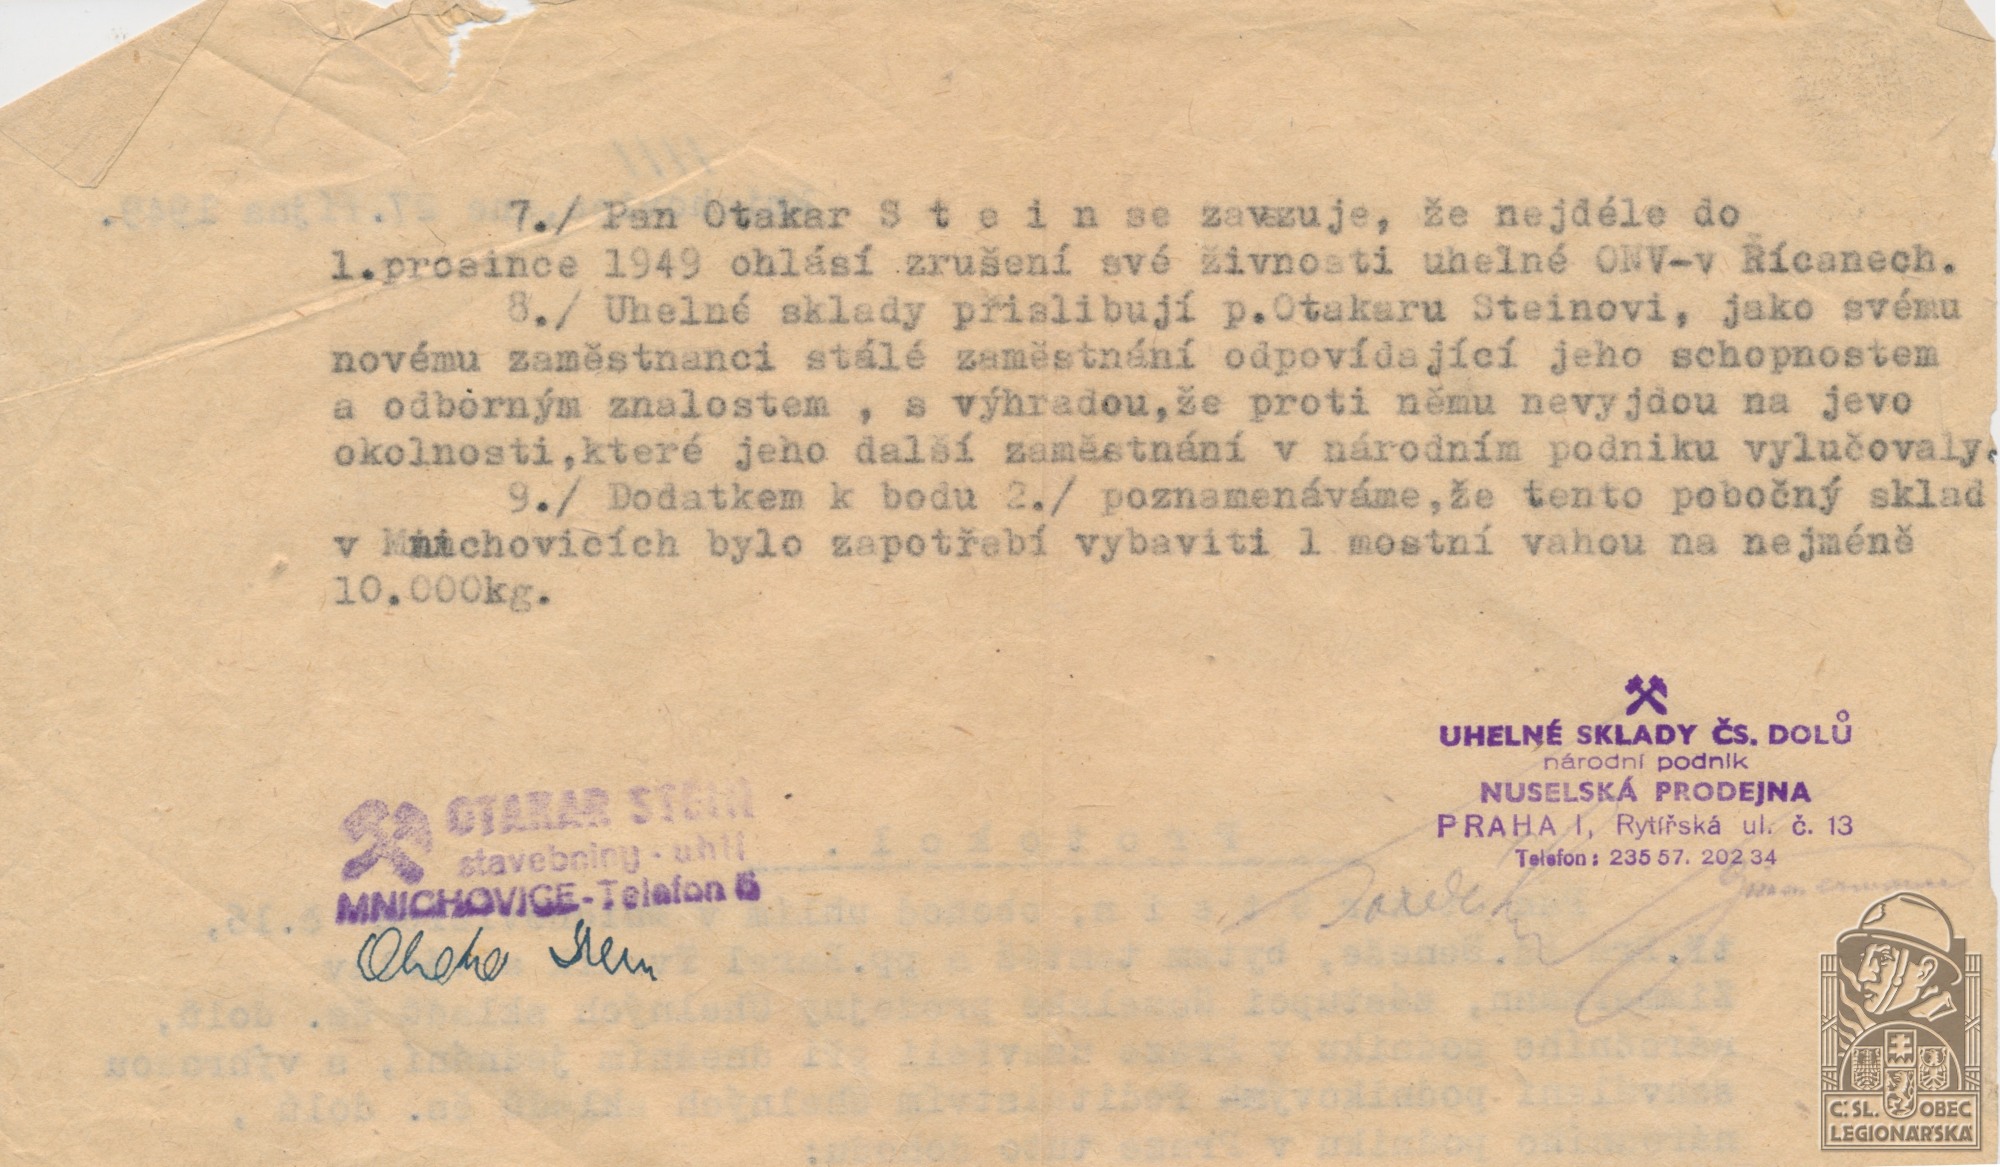 7./ Pan Otakar S t e i n se zavazuje, že nejdéle do
1.prosince 1949 ohlásí zrušení své živnosti uhelné ONV-v Řícanech.
8./ Uhelné sklady přislibují p.Otakaru Steinovi, jako svému
novému zaměstnanci stálé zaměstnání odpovídající jeho schopnostem
a odborným znalostem , s výhradou,že proti němu nevyjdou na jevo
okolnosti,které jeho další zaměstnání v národním podniku vylučovaly.
9./ Dodatkem k bodu 2./ poznamenáváme,že tento pobočný sklad
v Mnichovicích bylo zapotřebí vybaviti 1 mostní vahou na nejméně
10.000kg.
UHELNÉ SKLADY ČS. DOLŮ
národní podnik
NUSELSKÁ PRODEJNA
PRAHA I, Rytířská ul. č. 13
Telefon: 235 57. 202 34
OTAKAR STEIN
stavebniny - uhlí
MNICHOVICE-Telefon 5
Otakar Stein
Č.SL. OBEC
LEGIONÁŘSKÁ